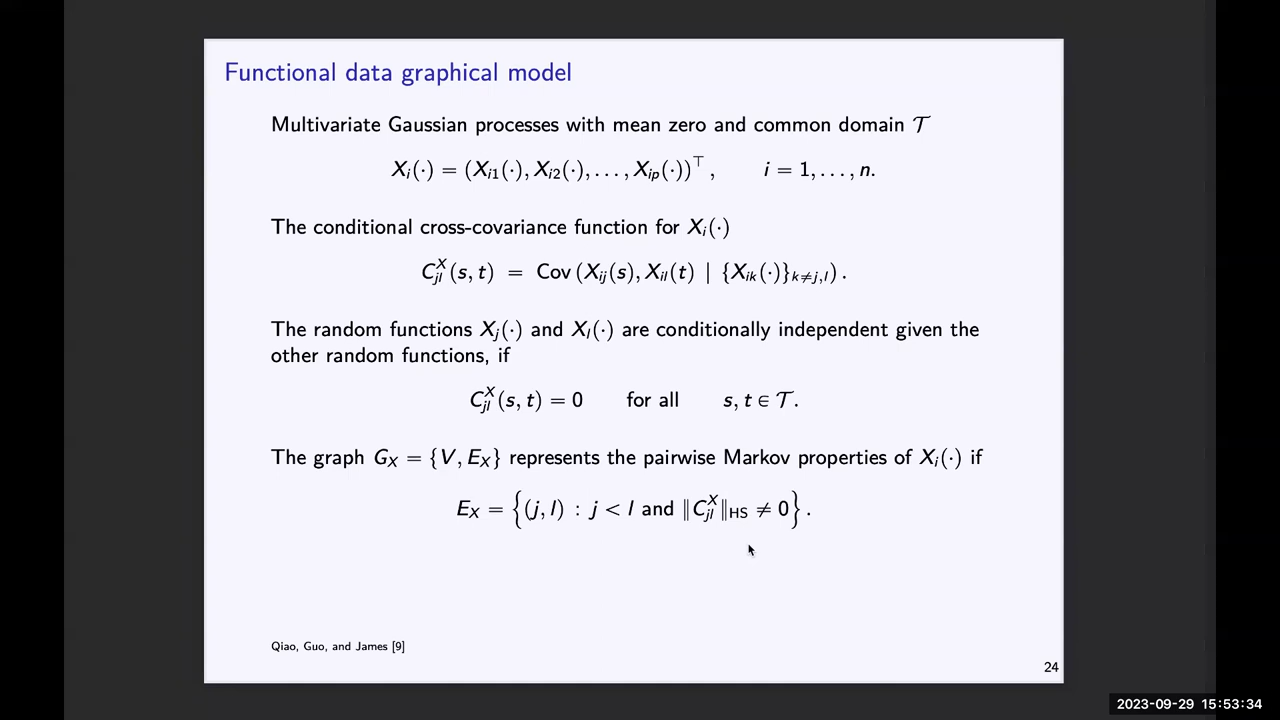 Functional data graphical model
Multivariate Gaussian processes with mean zero and common domain 𝒯
X_i(·) = (X_{i1}(·), X_{i2}(·), . . . , X_{ip}(·))^⊤ , i = 1, . . . , n.
The conditional cross-covariance function for X_i(·)
C^X_{jl}(s, t) = Cov (X_{ij}(s), X_{il}(t) | {X_{ik}(·)}_{k≠j,l}) .
The random functions X_j(·) and X_l(·) are conditionally independent given the
other random functions, if
C^X_{jl}(s, t) = 0 for all s, t ∈ 𝒯.
The graph G_X = {V, E_X} represents the pairwise Markov properties of X_i(·) if
E_X = {(j, l) : j < l and ‖C^X_{jl}‖_{HS} ≠ 0} .
Qiao, Guo, and James [9]
24
2023-09-29 15:53:34